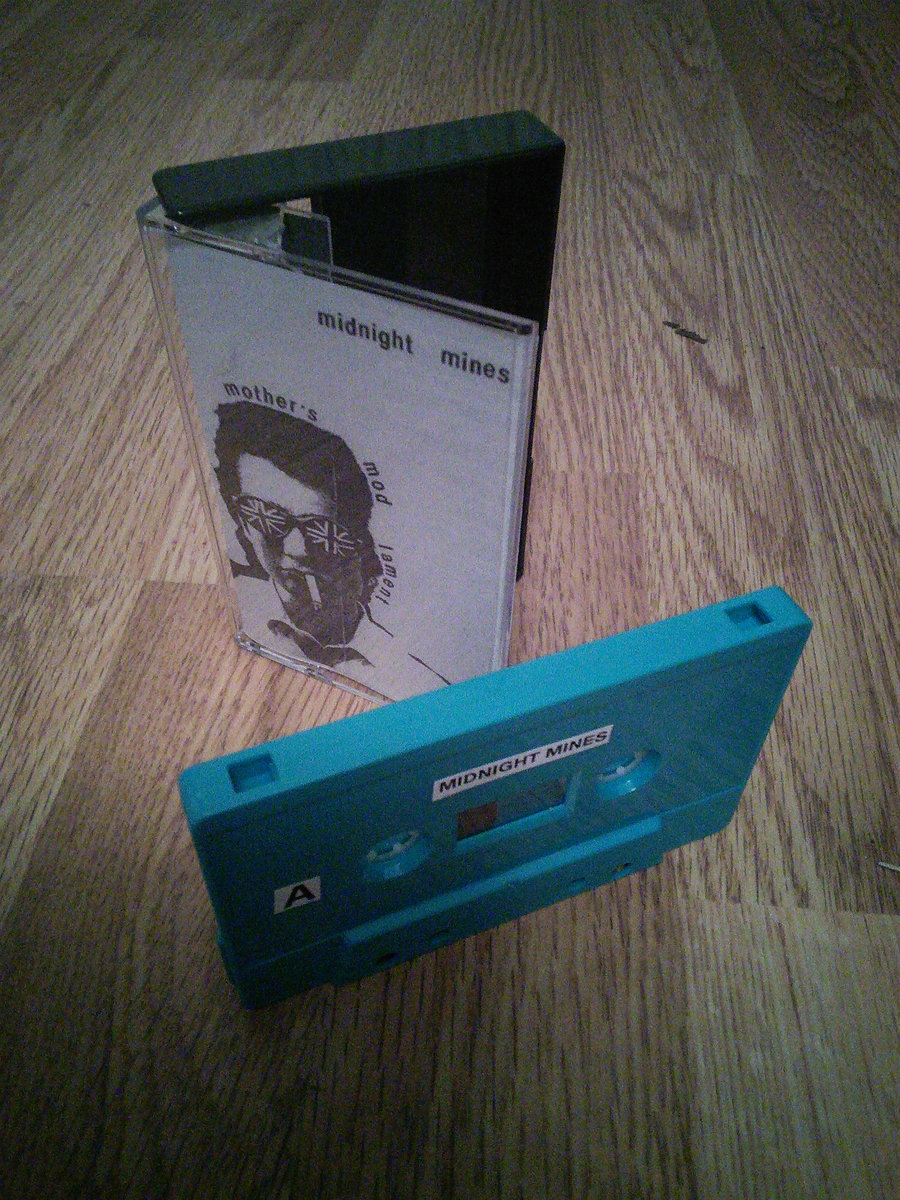 midnight mines
mother's
mod
lament
MIDNIGHT MINES
A